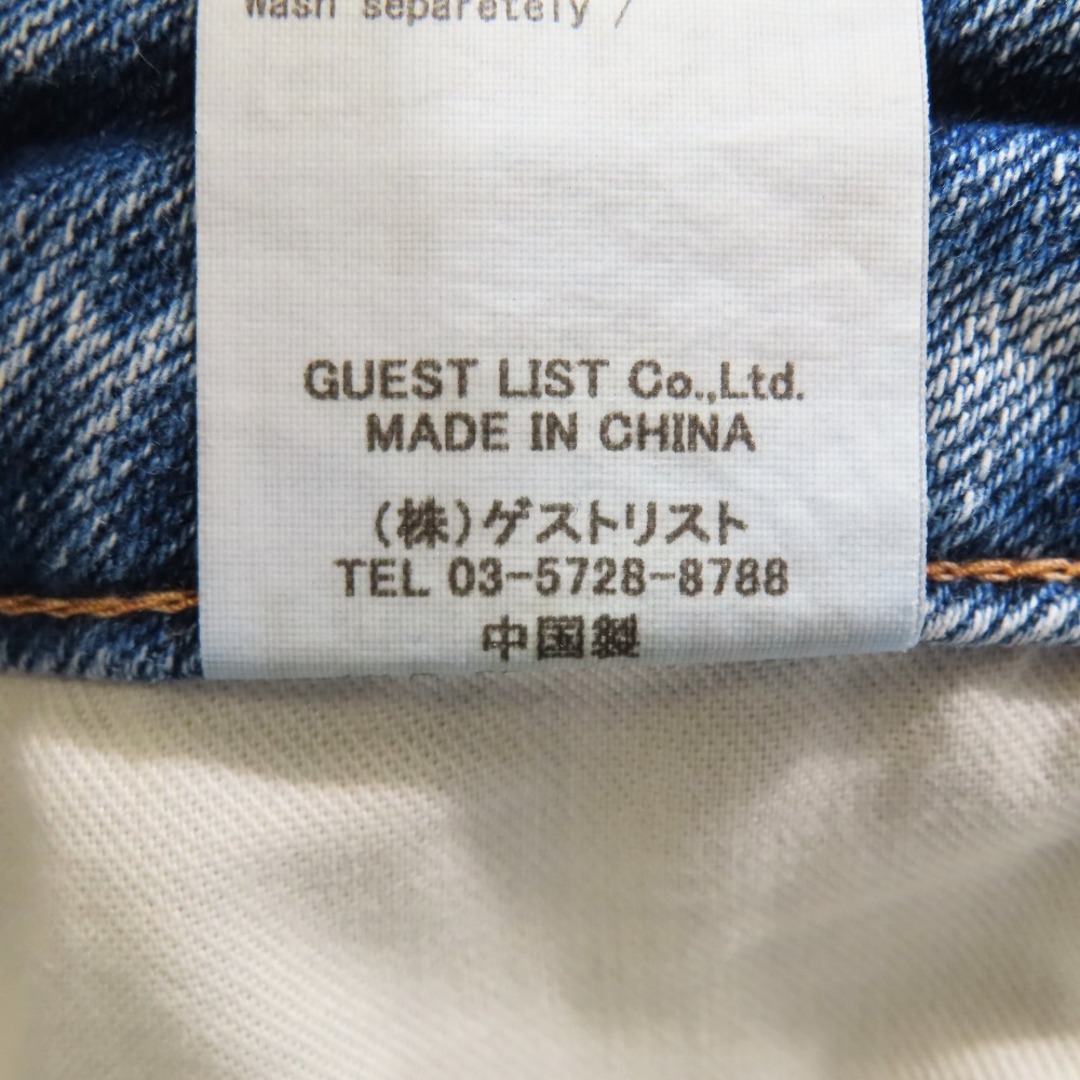 Wash separetely /
GUEST LIST Co.,Ltd.
MADE IN CHINA
(株)ゲストリスト
TEL 03-5728-8788
中国製